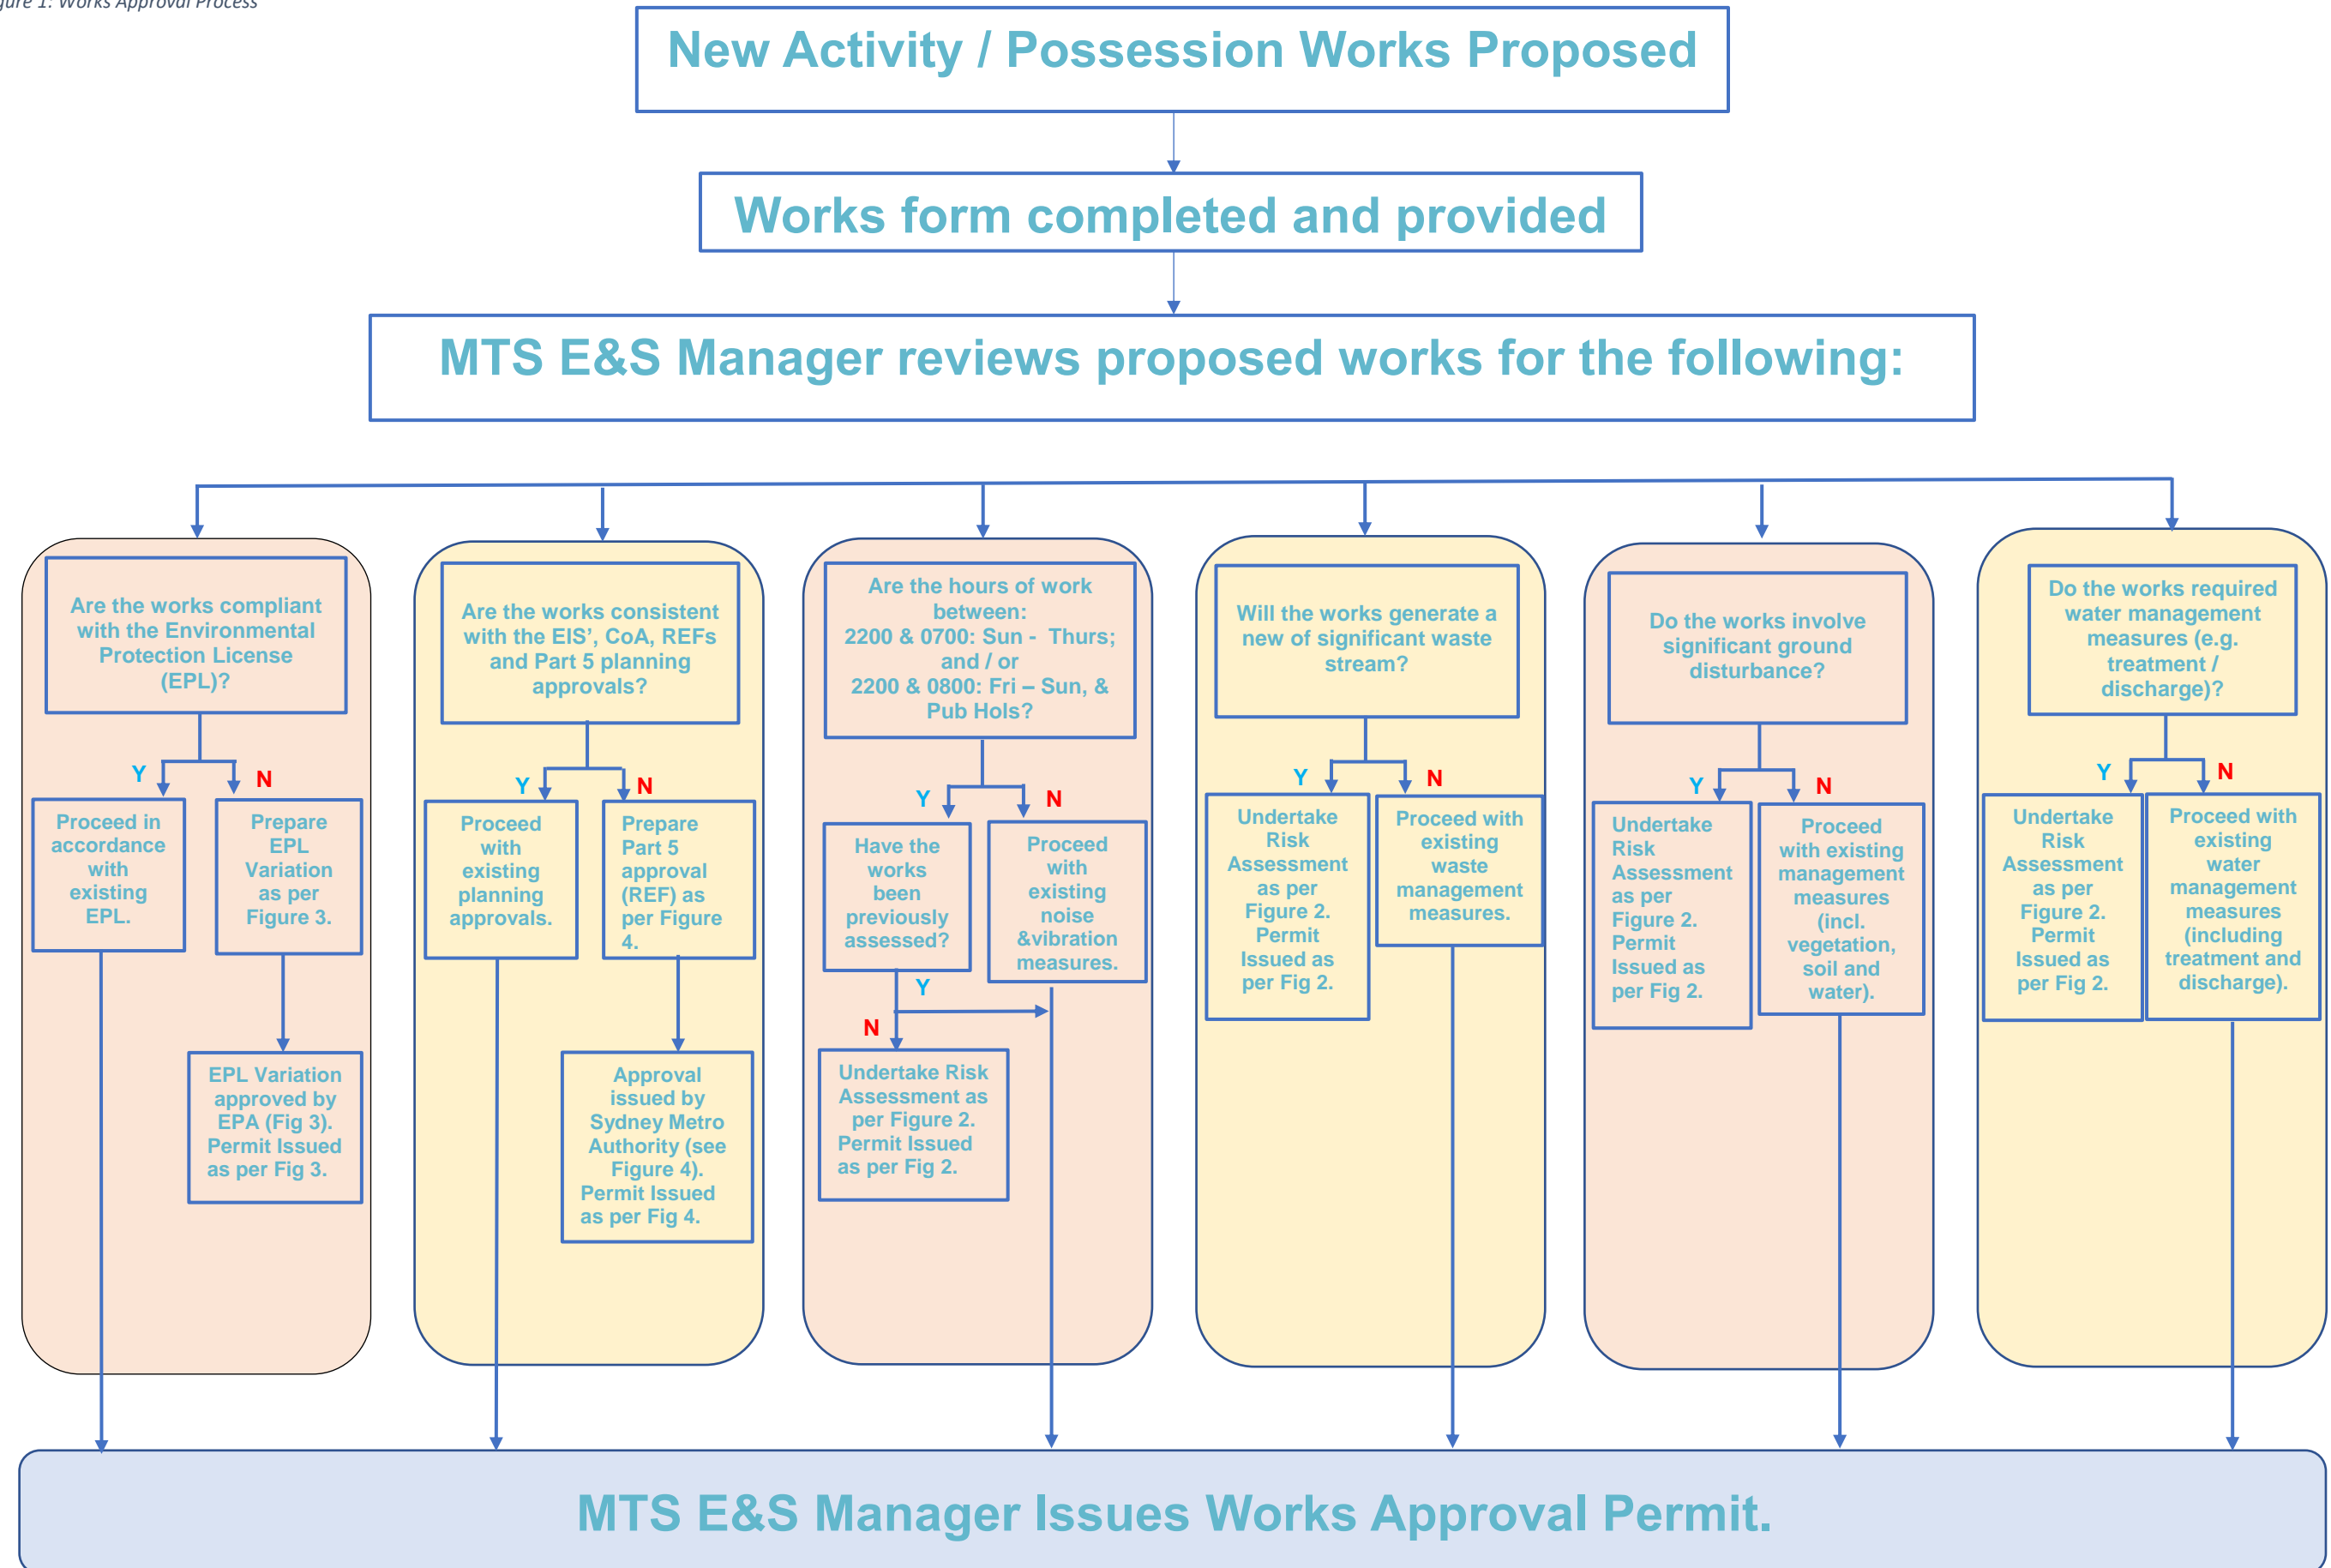 gure 1: Works Approval Process
New Activity / Possession Works Proposed
Works form completed and provided
MTS E&S Manager reviews proposed works for the following:
Are the works compliant
with the Environmental
Protection License
(EPL)?
Y
N
Proceed in
accordance
with
existing
EPL.
Prepare
EPL
Variation
as per
Figure 3.
EPL Variation
approved by
EPA (Fig 3).
Permit Issued
as per Fig 3.
Are the works consistent
with the EIS’, CoA, REFs
and Part 5 planning
approvals?
Y
N
Proceed
with
existing
planning
approvals.
Prepare
Part 5
approval
(REF) as
per Figure
4.
Approval
issued by
Sydney Metro
Authority (see
Figure 4).
Permit Issued
as per Fig 4.
Are the hours of work
between:
2200 & 0700: Sun - Thurs;
and / or
2200 & 0800: Fri – Sun, &
Pub Hols?
Y
N
Have the
works
been
previously
assessed?
Proceed
with
existing
noise
&vibration
measures.
Y
N
Undertake Risk
Assessment as
per Figure 2.
Permit Issued
as per Fig 2.
Will the works generate a
new of significant waste
stream?
Y
N
Undertake
Risk
Assessment
as per
Figure 2.
Permit
Issued as
per Fig 2.
Proceed with
existing
waste
management
measures.
Do the works involve
significant ground
disturbance?
Y
N
Undertake
Risk
Assessment
as per
Figure 2.
Permit
Issued as
per Fig 2.
Proceed
with existing
management
measures
(incl.
vegetation,
soil and
water).
Do the works required
water management
measures (e.g.
treatment /
discharge)?
Y
N
Undertake
Risk
Assessment
as per
Figure 2.
Permit
Issued as
per Fig 2.
Proceed with
existing
water
management
measures
(including
treatment and
discharge).
MTS E&S Manager Issues Works Approval Permit.